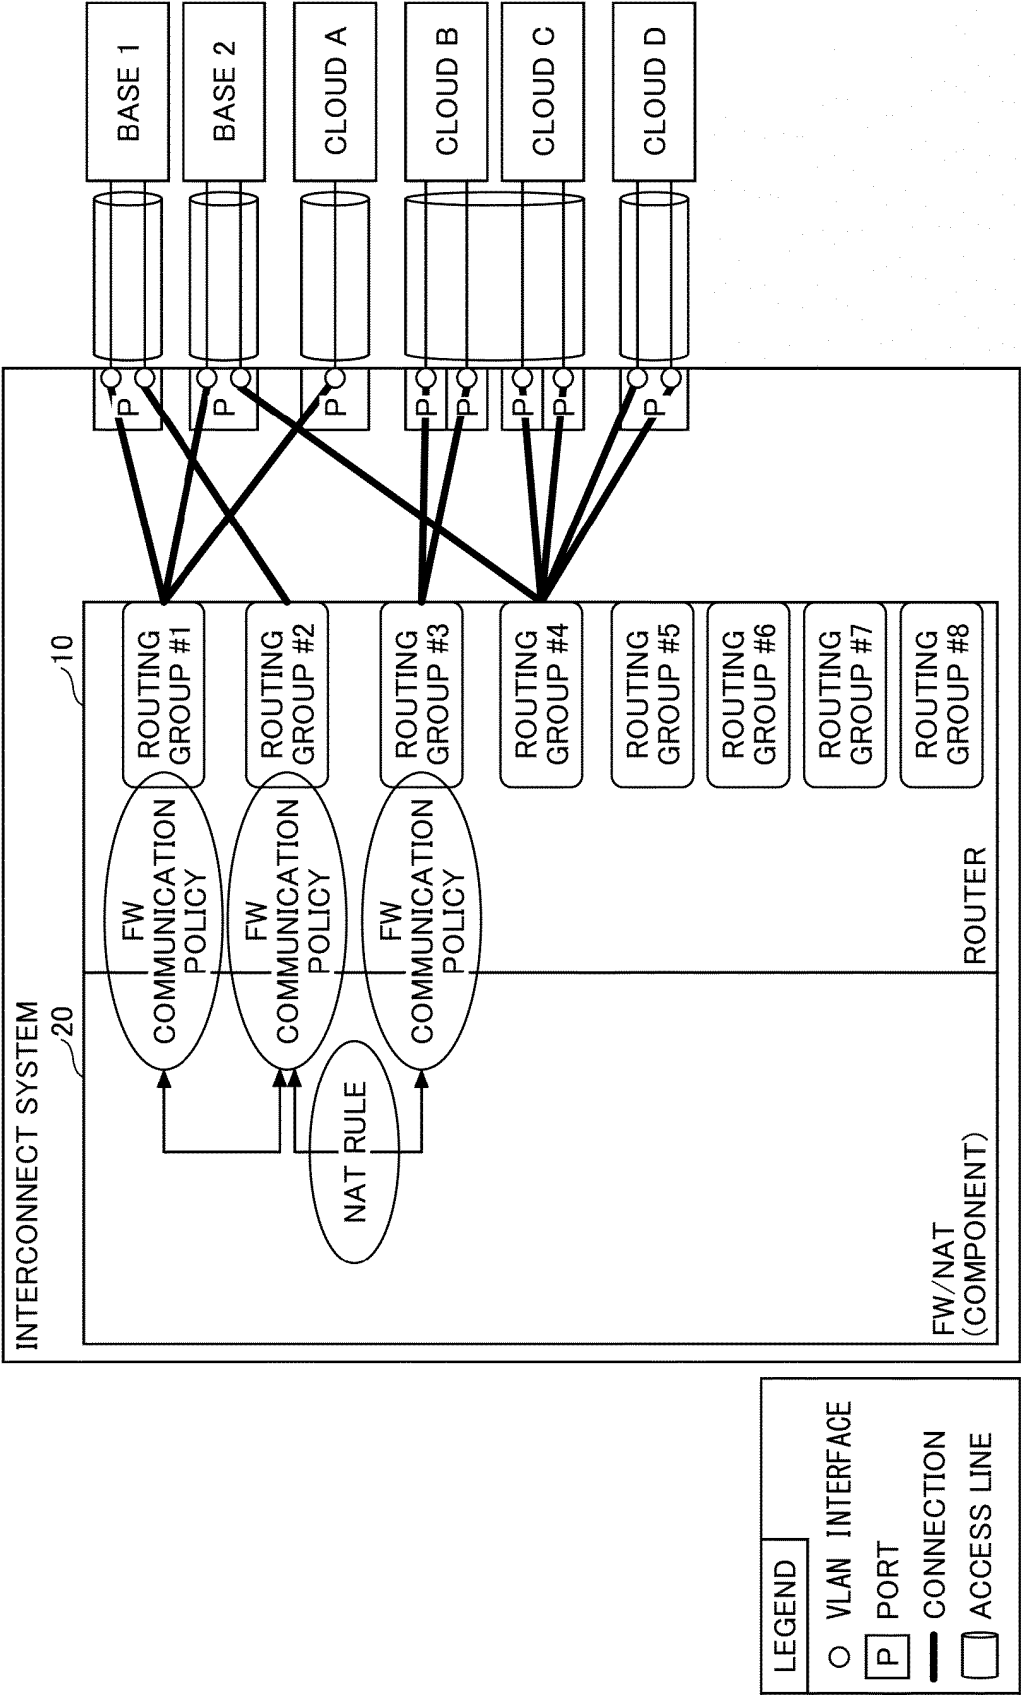 INTERCONNECT SYSTEM
20
10
FW
COMMUNICATION
POLICY
ROUTING
GROUP #1
P
BASE 1
FW
COMMUNICATION
POLICY
ROUTING
GROUP #2
P
BASE 2
NAT RULE
P
CLOUD A
FW
COMMUNICATION
POLICY
ROUTING
GROUP #3
P
P
CLOUD B
ROUTING
GROUP #4
P
P
CLOUD C
ROUTING
GROUP #5
P
CLOUD D
ROUTING
GROUP #6
ROUTING
GROUP #7
ROUTING
GROUP #8
FW/NAT
(COMPONENT)
ROUTER
LEGEND
VLAN INTERFACE
P PORT
CONNECTION
ACCESS LINE